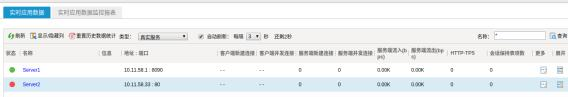 实时应用数据 实时应用数据监控报表
刷新 显示/隐藏列 重置历史数据统计 类型： 真实服务 自动刷新: 每隔 3 秒 还剩2秒 名称： * 查询
状态 名称 信息 地址 : 端口 客户端新建连接 客户端并发连接 服务端新建连接 服务端并发连接 服务端流入(bps) 服务端流出(bps) HTTP-TPS 会话保持表项数 更多 展开
Server1 10.11.58.1 : 8090 -- -- 0 0 0.00K 0.00K 0 0
Server2 10.11.58.33 : 80 -- -- 0 0 0.00K 0.00K 0 0